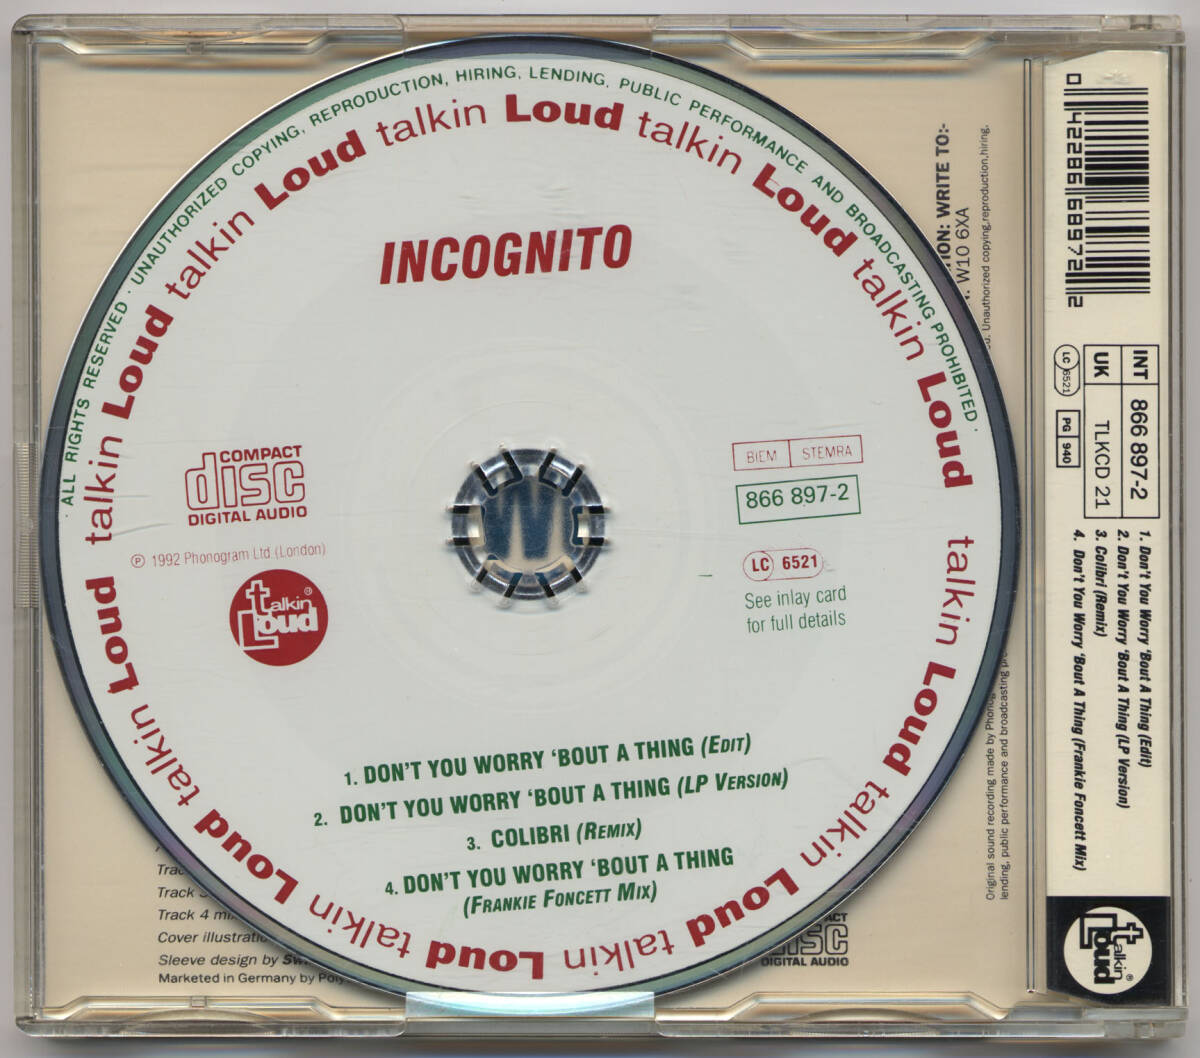 · ALL RIGHTS RESERVED · UNAUTHORIZED COPYING, REPRODUCTION, HIRING, LENDING, PUBLIC PERFORMANCE AND BROADCASTING PROHIBITED ·
talkin Loud talkin Loud talkin Loud talkin Loud talkin Loud talkin Loud talkin Loud talkin Loud talkin Loud talkin Loud
INCOGNITO
COMPACT
disc
DIGITAL AUDIO
℗ 1992 Phonogram Ltd. (London)
talkin®
Loud
BIEM STEMRA
866 897-2
LC 6521
See inlay card
for full details
1. DON'T YOU WORRY ‘BOUT A THING (EDIT)
2. DON'T YOU WORRY ‘BOUT A THING (LP VERSION)
3. COLIBRI (REMIX)
4. DON'T YOU WORRY ‘BOUT A THING
(FRANKIE FONCETT MIX)
Track
Track 4
Cover
Sleeve design by
Marketed in Germany by
disc
DIGITAL AUDIO
WRITE TO:-
W10 6XA
Unauthorized copying,reproduction,hiring,
Original sound recording made by
lending, public performance and broadcasting
0 42286 68972 2
INT 866 897-2
UK TLKCD 21
LC 6521
PG 940
1. Don't You Worry 'Bout A Thing (Edit)
2. Don't You Worry 'Bout A Thing (LP Version)
3. Colibri (Remix)
4. Don't You Worry 'Bout A Thing (Frankie Foncett Mix)
talkin®
Loud